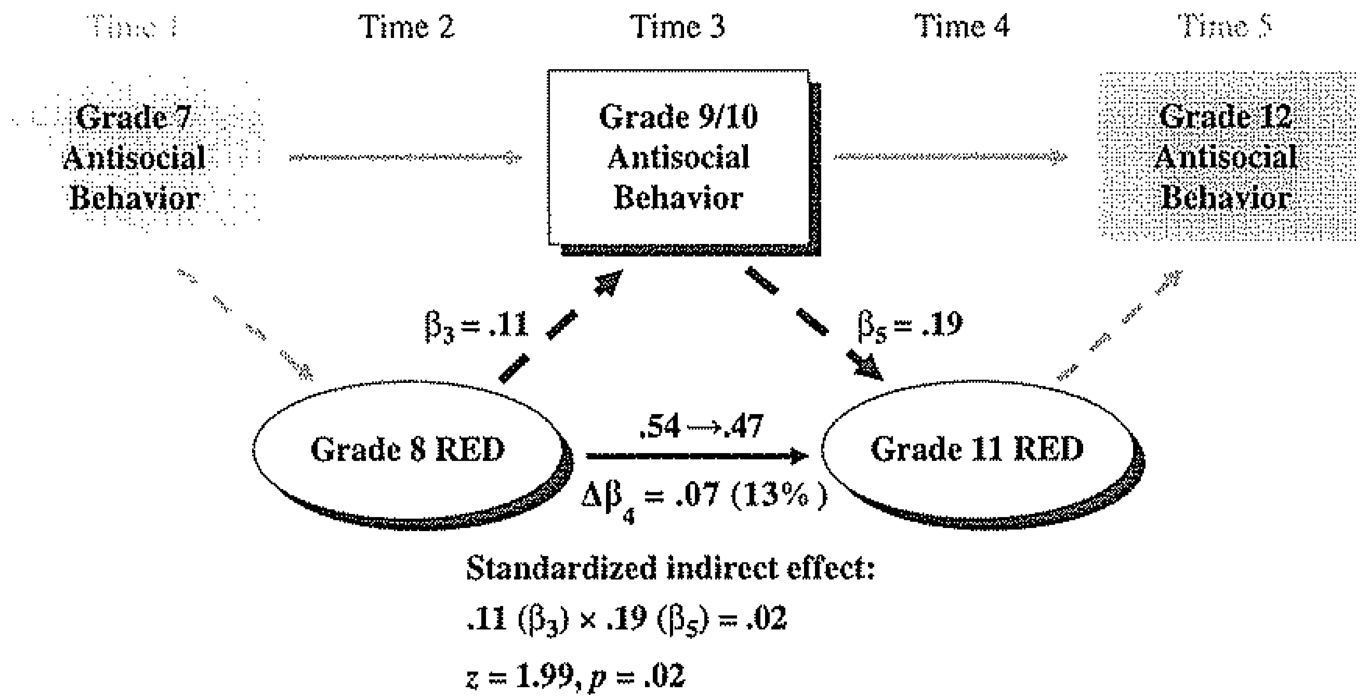 Time 1 Time 2 Time 3 Time 4 Time 5
Grade 7
Antisocial
Behavior
Grade 9/10
Antisocial
Behavior
Grade 12
Antisocial
Behavior
β₃ = .11
β₅ = .19
Grade 8 RED
.54 → .47
Δβ₄ = .07 (13%)
Grade 11 RED
Standardized indirect effect:
.11 (β₃) × .19 (β₅) = .02
z = 1.99, p = .02